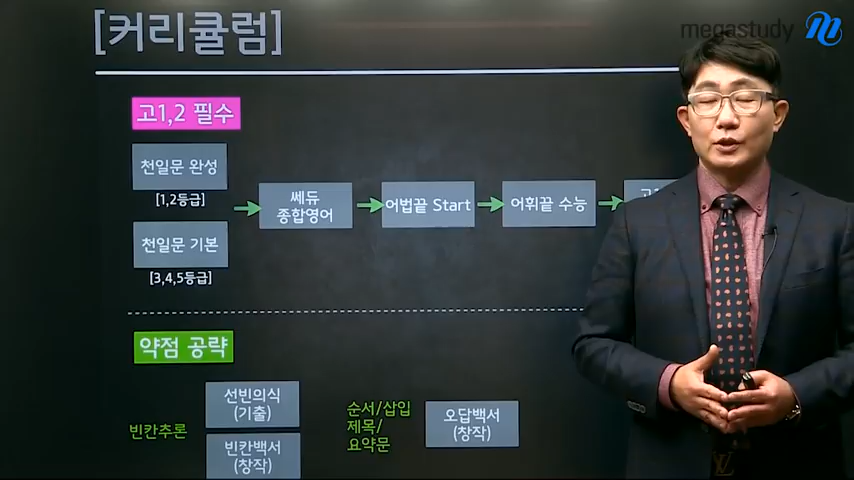 [커리큘럼]
megastudy
고1,2 필수
천일문 완성
[1,2등급]
천일문 기본
[3,4,5등급]
쎄듀
종합영어
어법끝 Start
어휘끝 수능
약점 공략
빈칸추론
선빈의식
(기출)
빈칸백서
(창작)
순서/삽입
제목/
요약문
오답백서
(창작)